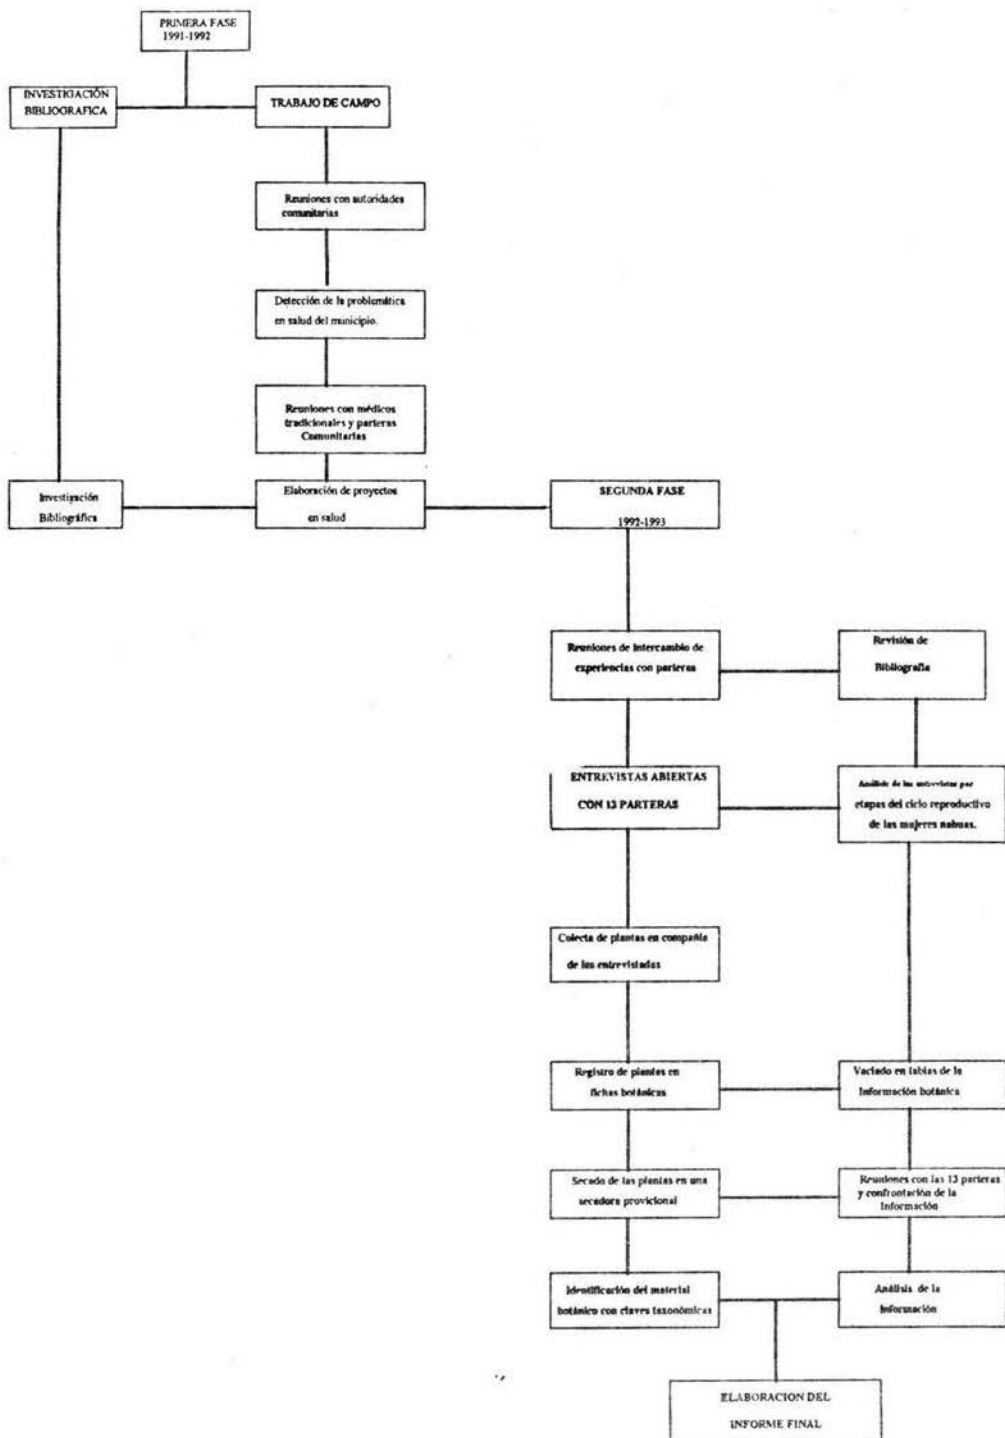 PRIMERA FASE
1991-1992
INVESTIGACIÓN
BIBLIOGRAFICA
TRABAJO DE CAMPO
Reuniones con autoridades
comunitarias
Detección de la problemática
en salud del municipio.
Reuniones con médicos
tradicionales y parteras
Comunitarias
Investigación
Bibliográfica
Elaboración de proyectos
en salud
SEGUNDA FASE
1992-1993
Reuniones de intercambio de
experiencias con parteras
Revisión de
Bibliografía
ENTREVISTAS ABIERTAS
CON 13 PARTERAS
Análisis de las entrevistas por
etapas del ciclo reproductivo
de las mujeres nahuas.
Colecta de plantas en compañía
de las entrevistadas
Registro de plantas en
fichas botánicas
Vaciado en tablas de la
Información botánica
Secado de las plantas en una
secadora provicional
Reuniones con las 13 parteras
y confrontación de la
Información
Identificación del material
botánico con claves taxonómicas
Análisis de la
Información
ELABORACION DEL
INFORME FINAL